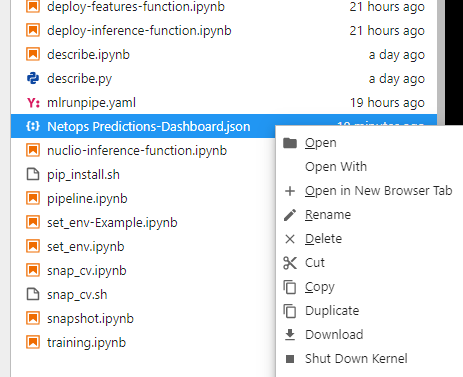 deploy-features-function.ipynb 21 hours ago
deploy-inference-function.ipynb 21 hours ago
describe.ipynb a day ago
describe.py a day ago
Y: mlrunpipe.yaml 19 hours ago
Netops Predictions-Dashboard.json 10 minutes ago
nuclio-inference-function.ipynb
pip_install.sh
pipeline.ipynb
set_env-Example.ipynb
set_env.ipynb
snap_cv.ipynb
snap_cv.sh
snapshot.ipynb
training.ipynb
Open
Open With
Open in New Browser Tab
Rename
Delete
Cut
Copy
Duplicate
Download
Shut Down Kernel